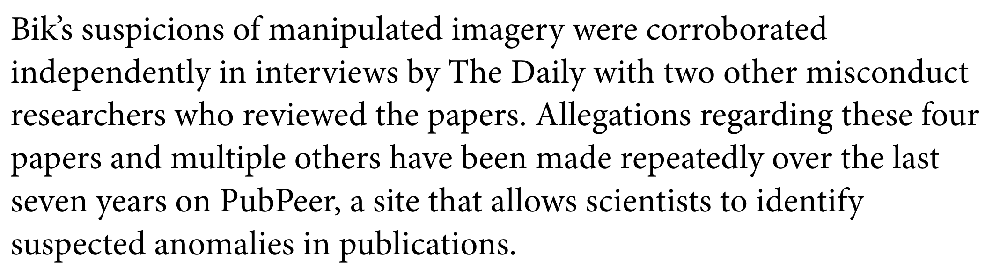 Bik’s suspicions of manipulated imagery were corroborated
independently in interviews by The Daily with two other misconduct
researchers who reviewed the papers. Allegations regarding these four
papers and multiple others have been made repeatedly over the last
seven years on PubPeer, a site that allows scientists to identify
suspected anomalies in publications.